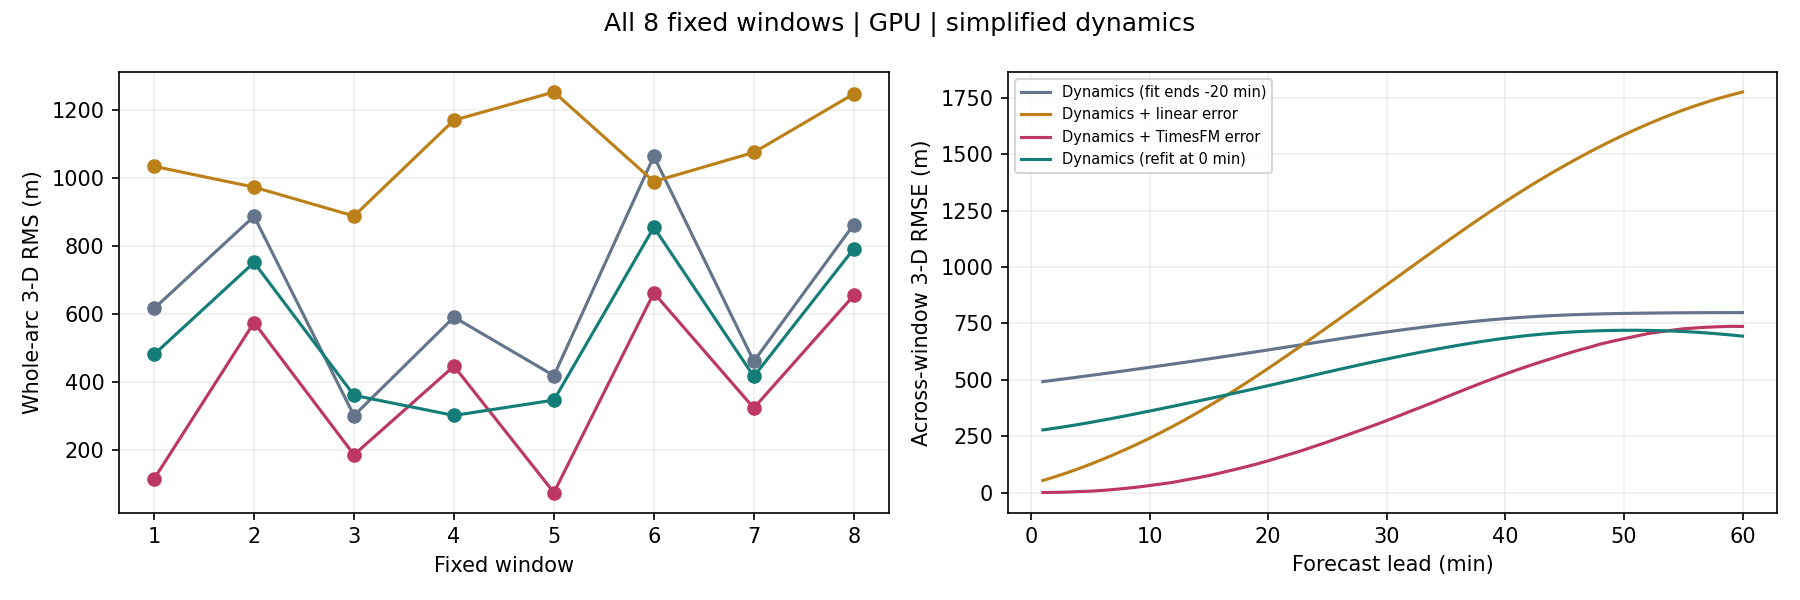 All 8 fixed windows | GPU | simplified dynamics
Whole-arc 3-D RMS (m)
1200
1000
800
600
400
200
1 2 3 4 5 6 7 8
Fixed window
Across-window 3-D RMSE (m)
1750
1500
1250
1000
750
500
250
0
Dynamics (fit ends -20 min)
Dynamics + linear error
Dynamics + TimesFM error
Dynamics (refit at 0 min)
0 10 20 30 40 50 60
Forecast lead (min)